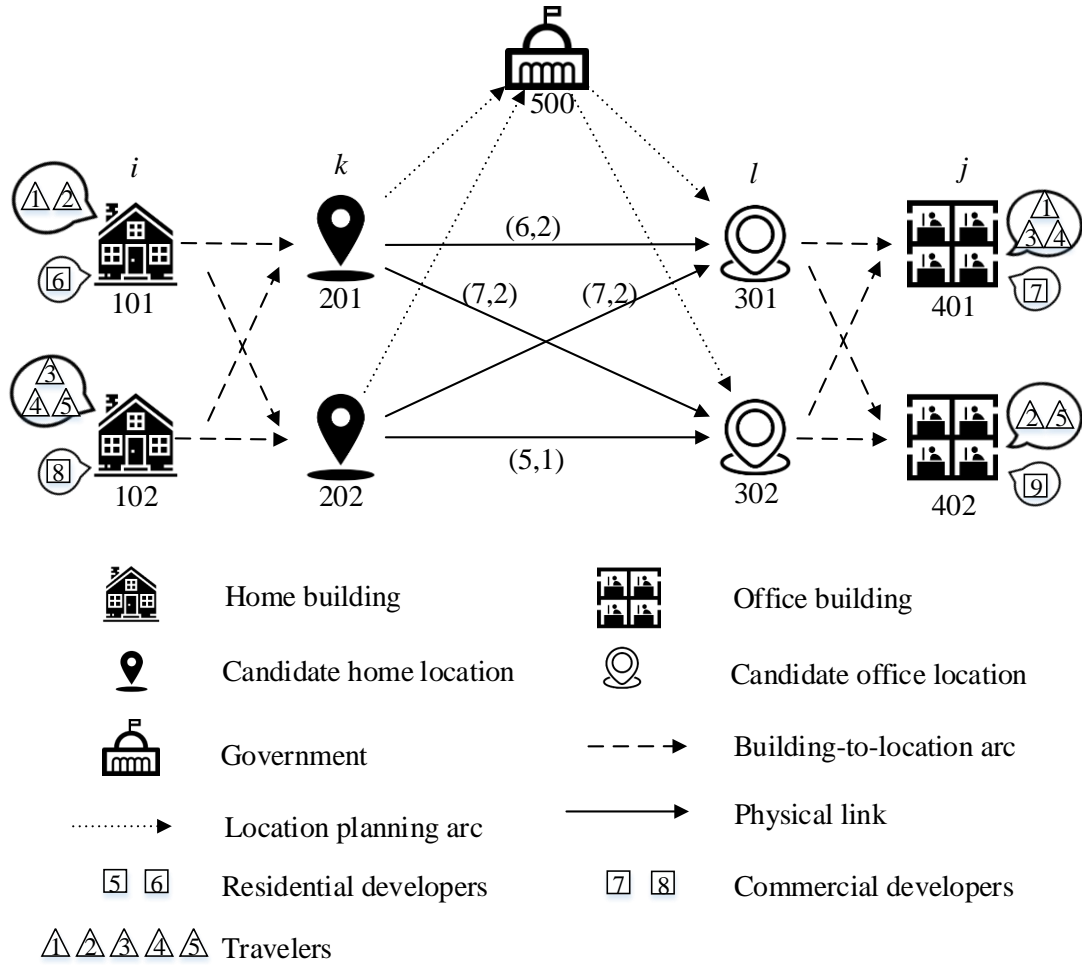 500
i k l j
1 2
6
101
201
(6,2)
(7,2) (7,2)
301
1
3 4
7
401
3
4 5
8
102
202
(5,1)
302
2 5
9
402
Home building
Office building
Candidate home location
Candidate office location
Government
Building-to-location arc
Location planning arc
Physical link
5 6 Residential developers
7 8 Commercial developers
1 2 3 4 5 Travelers